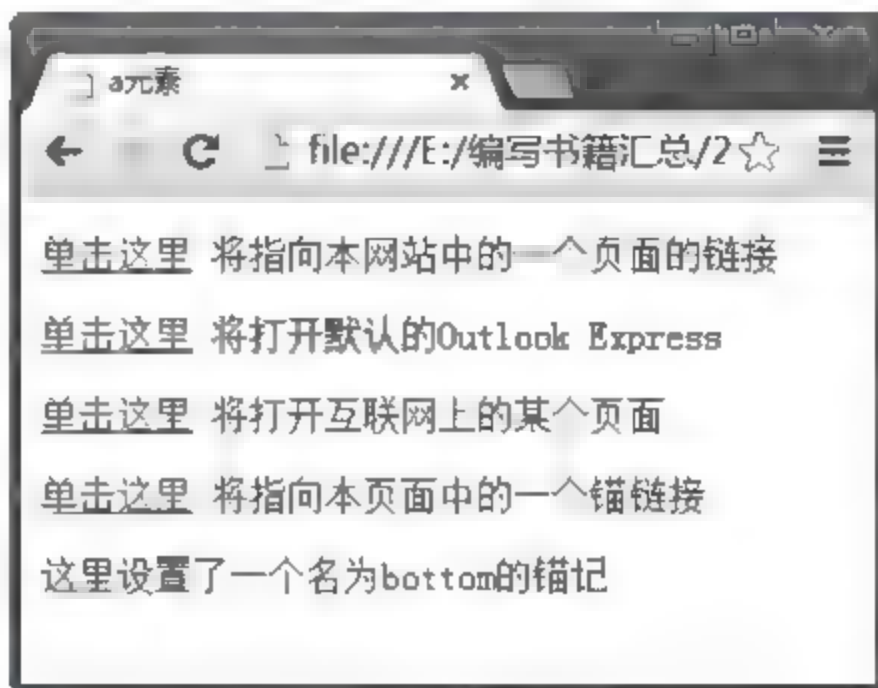 a元素
file:///E:/编写书籍汇总/2
单击这里 将指向本网站中的一个页面的链接
单击这里 将打开默认的Outlook Express
单击这里 将打开互联网上的某个页面
单击这里 将指向本页面中的一个锚链接
这里设置了一个名为bottom的锚记